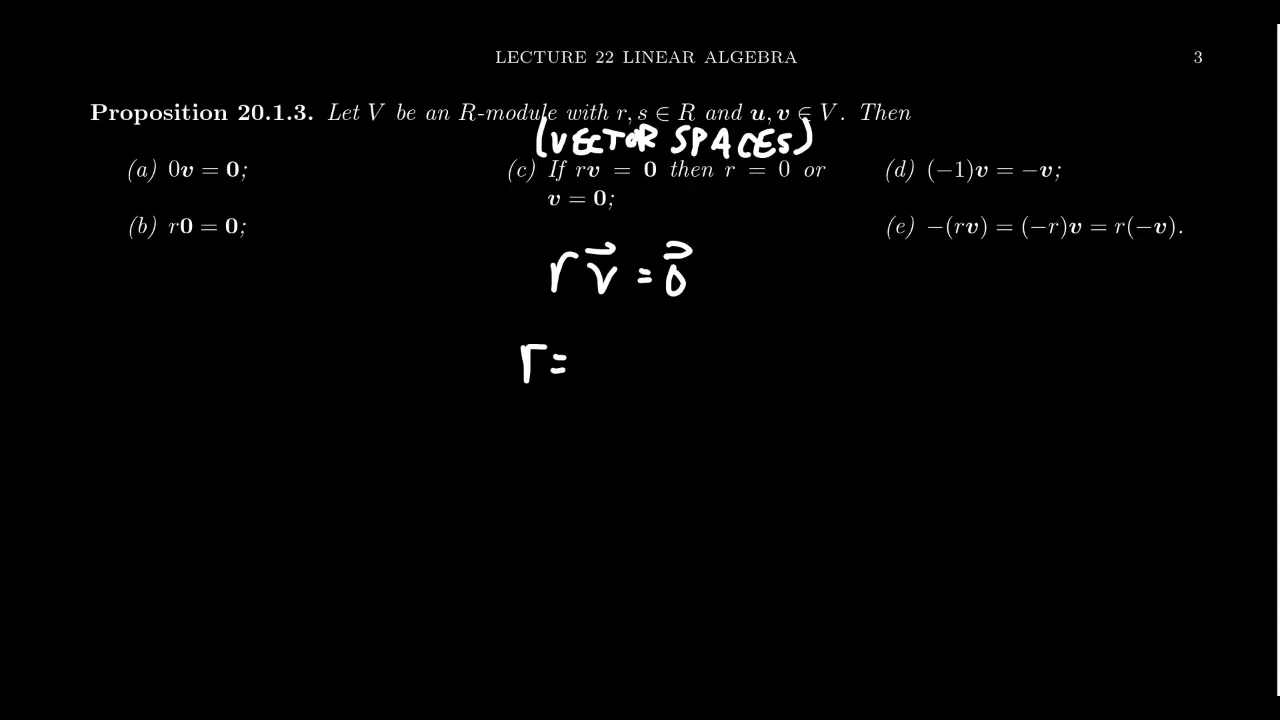 LECTURE 22 LINEAR ALGEBRA 3
Proposition 20.1.3. Let V be an R-module with r, s ∈ R and u, v ∈ V. Then
(VECTOR SPACES)
(a) 0v = 0;
(b) r0 = 0;
(c) If rv = 0 then r = 0 or
v = 0;
(d) (−1)v = −v;
(e) −(rv) = (−r)v = r(−v).
r v⃗ = 0⃗
r =